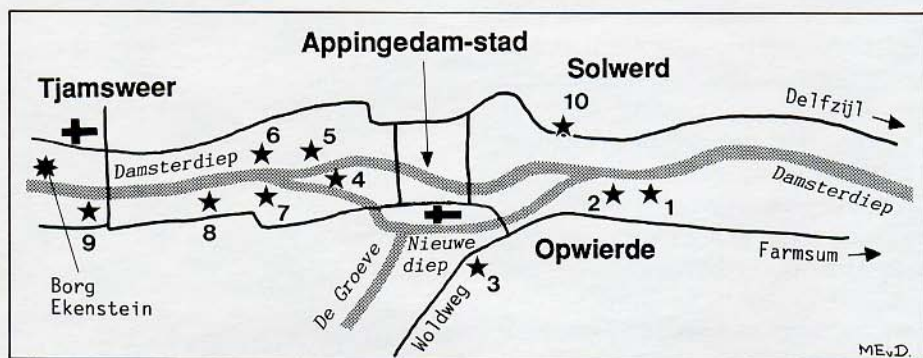 Appingedam-stad
Tjamsweer
Solwerd
10
Delfzijl
6
5
Damsterdiep
4
Damsterdiep
2
1
9
8
7
Nieuwe
diep
Opwierde
Farmsum
De Groeve
3
Borg
Ekenstein
Woldweg
MEvD.